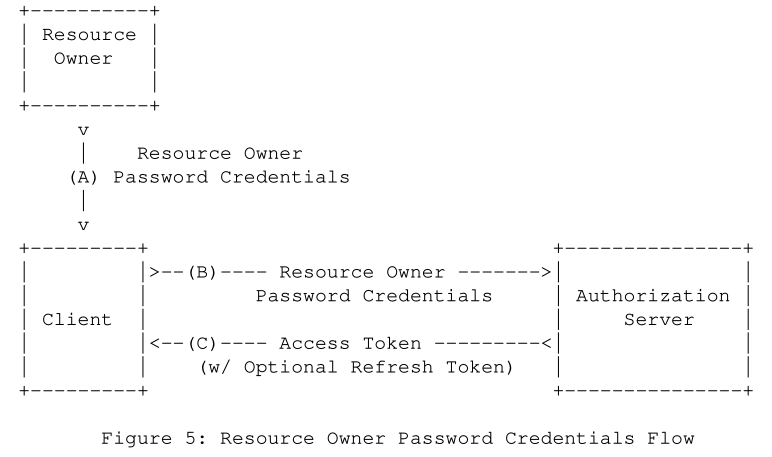 +----------+
| Resource |
|  Owner   |
|          |
+----------+
     v
     |    Resource Owner
    (A) Password Credentials
     |
     v
+---------+                                  +---------------+
|         |>--(B)---- Resource Owner ------->|               |
|         |         Password Credentials     | Authorization |
| Client  |                                  |     Server    |
|         |<--(C)---- Access Token ---------<|               |
|         |    (w/ Optional Refresh Token)   |               |
+---------+                                  +---------------+
Figure 5: Resource Owner Password Credentials Flow